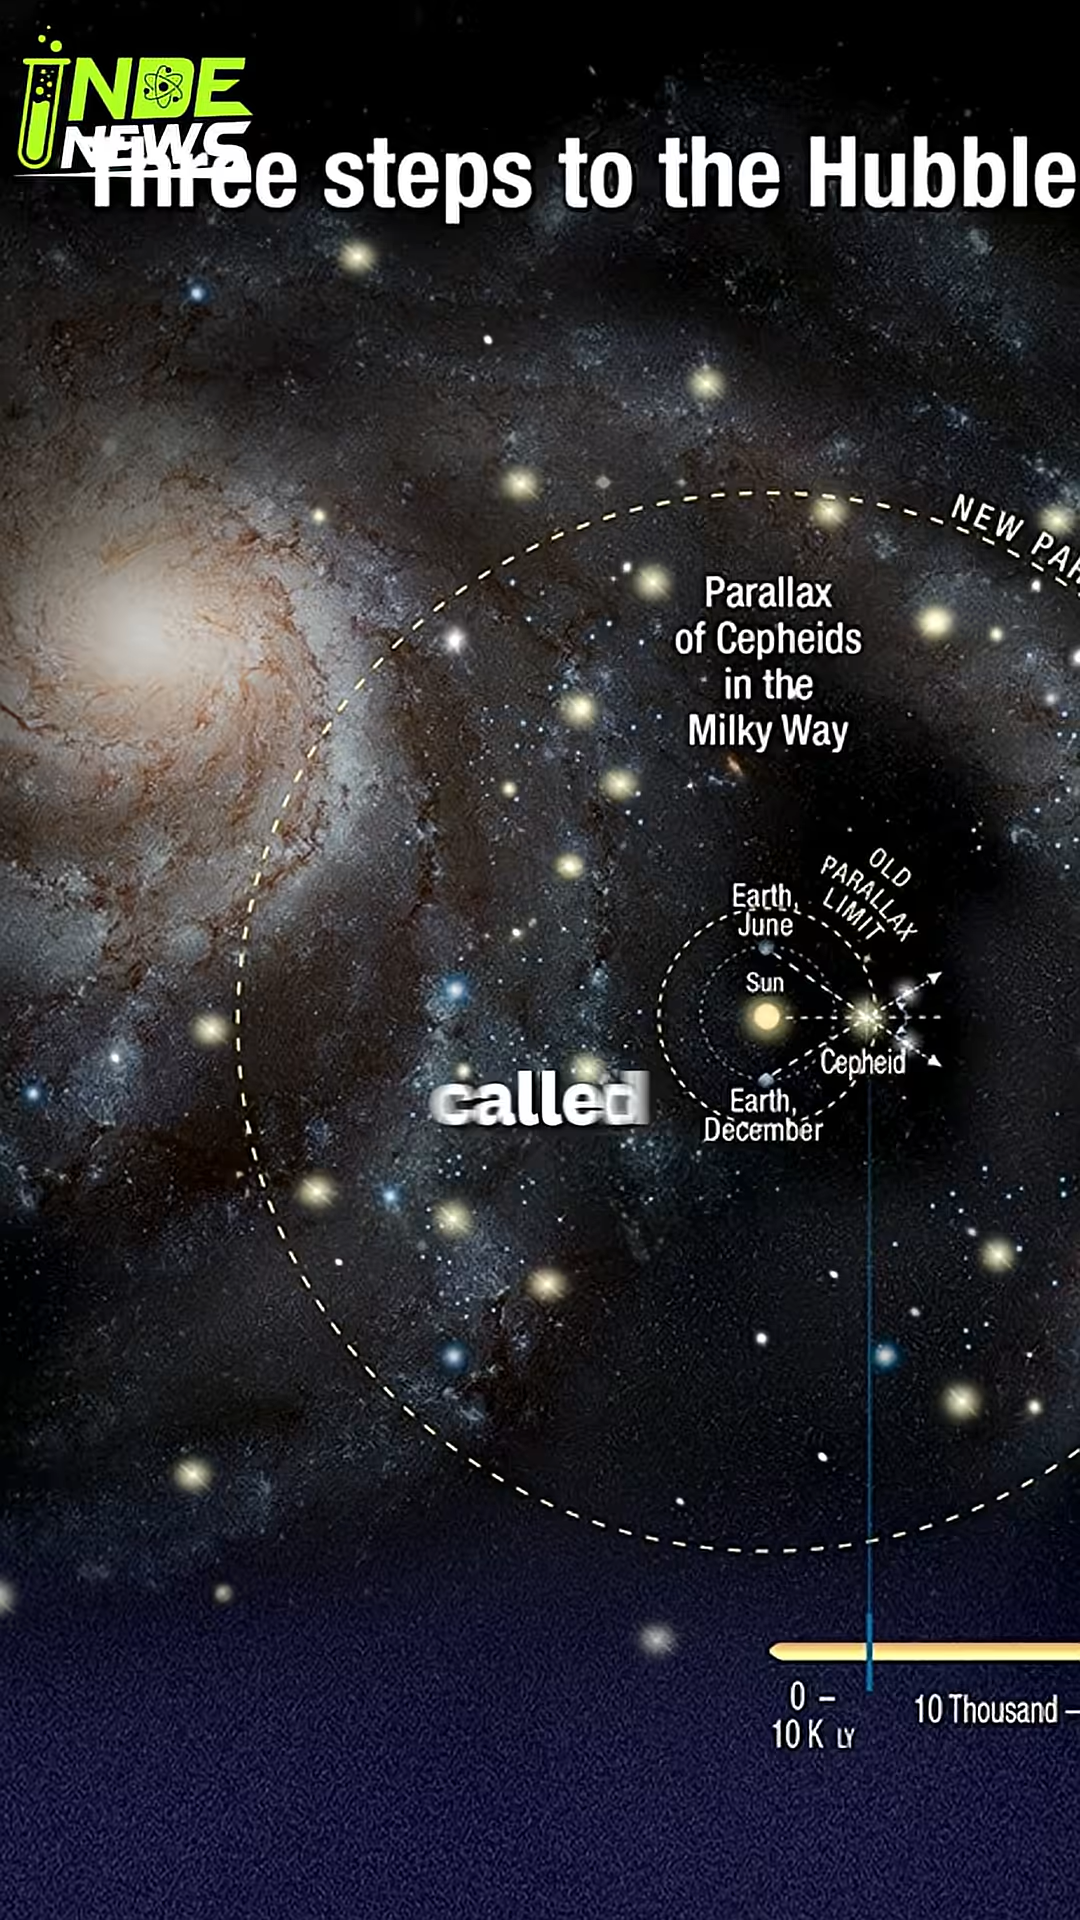 INDE
NEWS
Three steps to the Hubble
NEW PAR
Parallax
of Cepheids
in the
Milky Way
OLD
PARALLAX
LIMIT
Earth,
June
Sun
Cepheid
called
Earth,
December
0 –
10 K LY
10 Thousand –